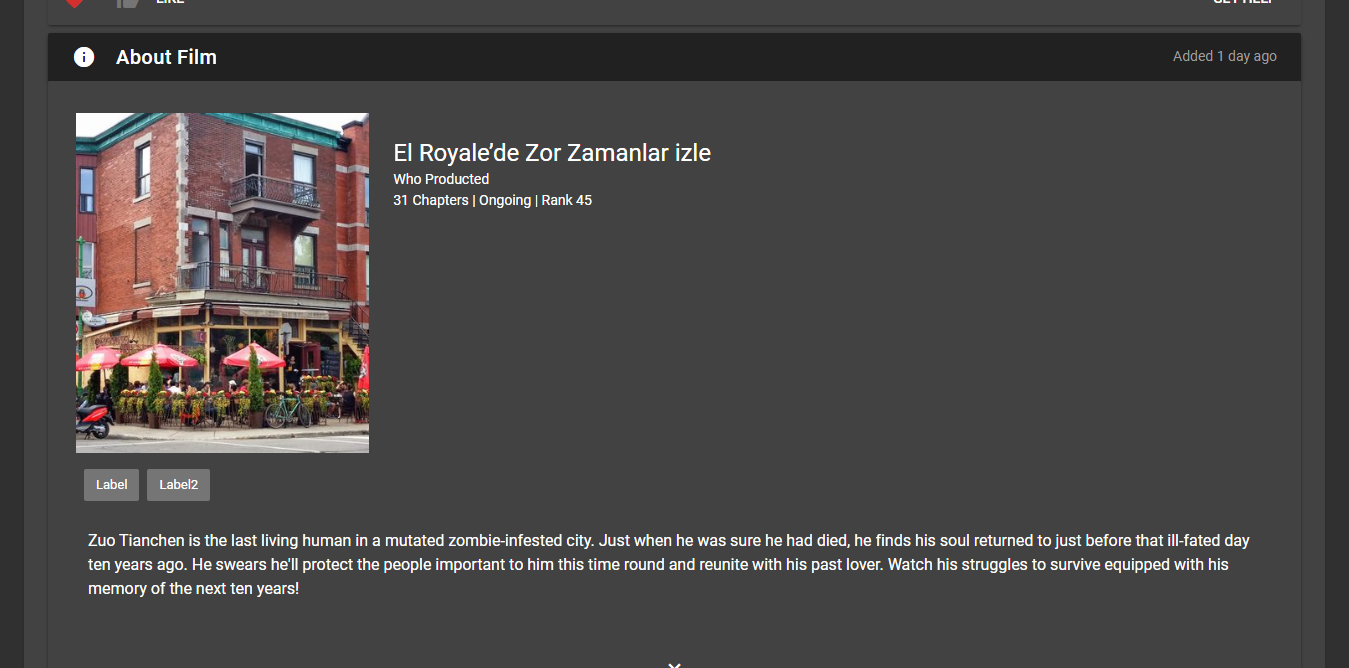 LIKE
GET HELP
About Film
Added 1 day ago
El Royale’de Zor Zamanlar izle
Who Producted
31 Chapters | Ongoing | Rank 45
Label
Label2
Zuo Tianchen is the last living human in a mutated zombie-infested city. Just when he was sure he had died, he finds his soul returned to just before that ill-fated day
ten years ago. He swears he'll protect the people important to him this time round and reunite with his past lover. Watch his struggles to survive equipped with his
memory of the next ten years!